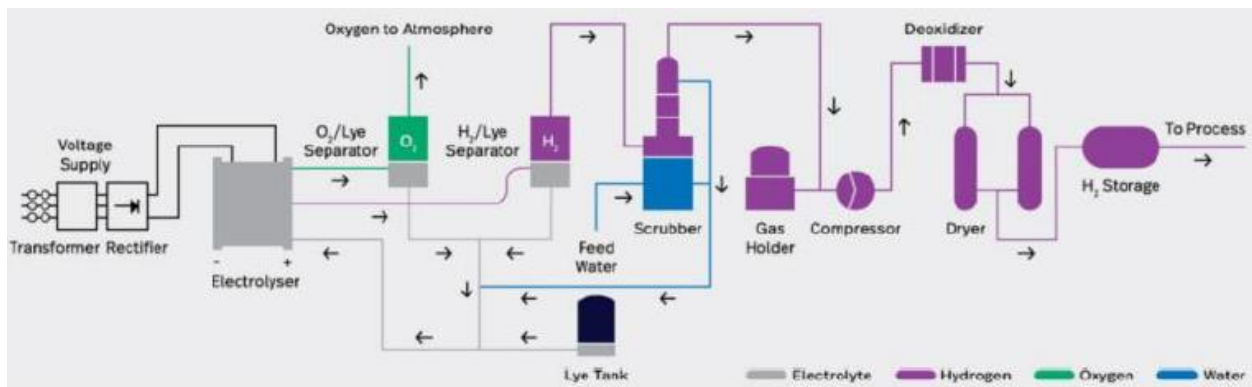 Oxygen to Atmosphere
Deoxidizer
O₂/Lye
Separator
H₂/Lye
Separator
O₂
H₂
Voltage
Supply
To Process
H₂ Storage
Transformer Rectifier
Scrubber
Gas
Holder
Compressor
Dryer
Feed
Water
- +
Electrolyser
Lye Tank
Electrolyte
Hydrogen
Oxygen
Water